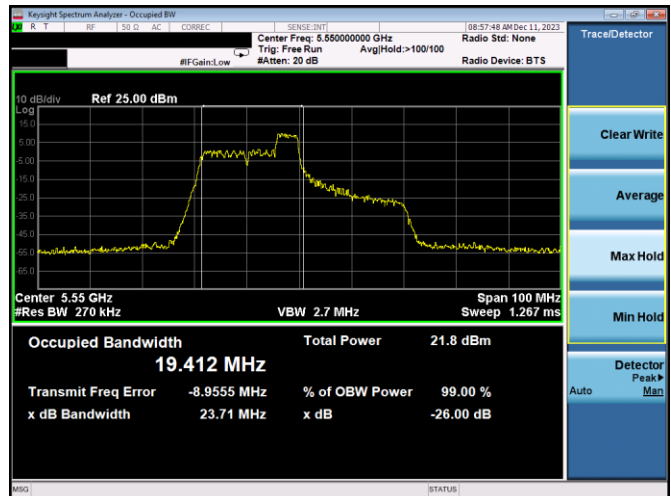 Keysight Spectrum Analyzer - Occupied BW
R T RF 50 Ω AC CORREC SENSE:INT 08:57:48 AM Dec 11, 2023
Center Freq: 5.550000000 GHz Radio Std: None
Trig: Free Run Avg|Hold:>100/100
#IFGain:Low #Atten: 20 dB Radio Device: BTS
10 dB/div Ref 25.00 dBm
Log
15.0
5.00
-5.00
-15.0
-25.0
-35.0
-45.0
-55.0
-65.0
Center 5.55 GHz Span 100 MHz
#Res BW 270 kHz VBW 2.7 MHz Sweep 1.267 ms
Occupied Bandwidth Total Power 21.8 dBm
19.412 MHz
Transmit Freq Error -8.9555 MHz % of OBW Power 99.00 %
x dB Bandwidth 23.71 MHz x dB -26.00 dB
MSG STATUS
Trace/Detector
Clear Write
Average
Max Hold
Min Hold
Detector
Peak▶
Auto Man